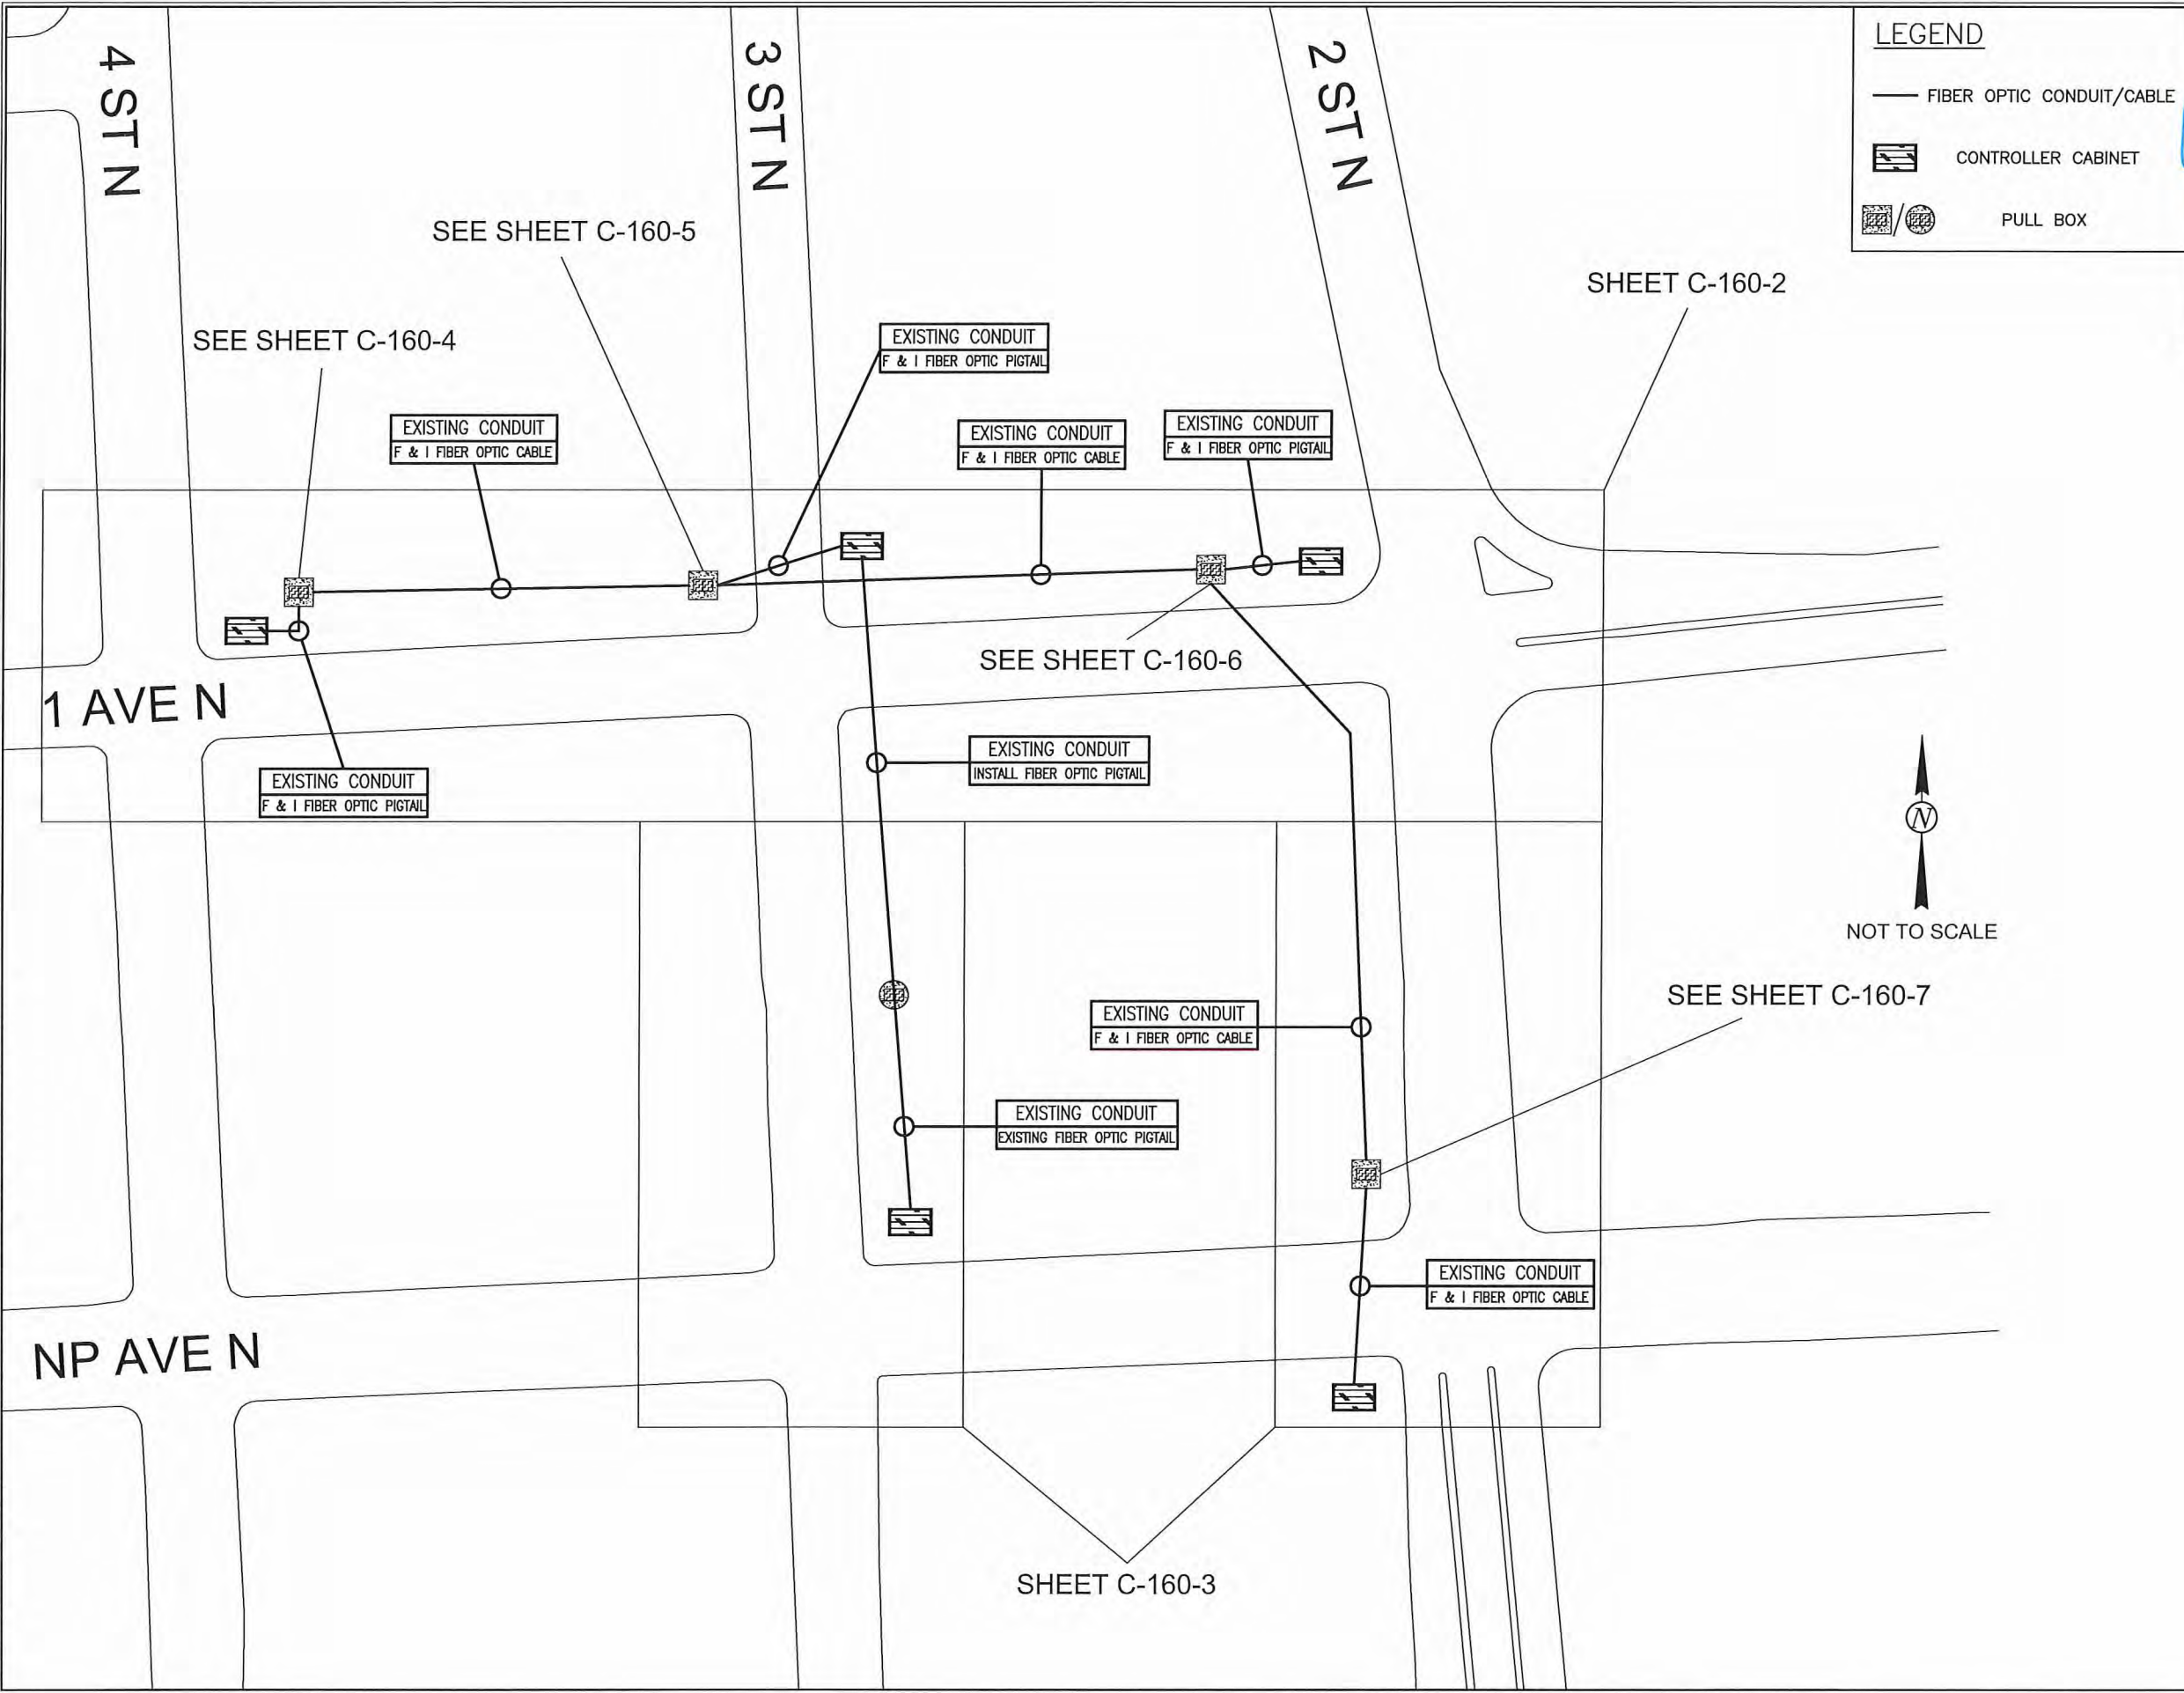 4 ST N
3 ST N
2 ST N
LEGEND
FIBER OPTIC CONDUIT/CABLE
CONTROLLER CABINET
/
PULL BOX
SEE SHEET C-160-5
SHEET C-160-2
SEE SHEET C-160-4
EXISTING CONDUIT
F & I FIBER OPTIC PIGTAIL
EXISTING CONDUIT
F & I FIBER OPTIC CABLE
EXISTING CONDUIT
F & I FIBER OPTIC CABLE
EXISTING CONDUIT
F & I FIBER OPTIC PIGTAIL
SEE SHEET C-160-6
1 AVE N
EXISTING CONDUIT
INSTALL FIBER OPTIC PIGTAIL
EXISTING CONDUIT
F & I FIBER OPTIC PIGTAIL
N
NOT TO SCALE
SEE SHEET C-160-7
EXISTING CONDUIT
F & I FIBER OPTIC CABLE
EXISTING CONDUIT
EXISTING FIBER OPTIC PIGTAIL
EXISTING CONDUIT
F & I FIBER OPTIC CABLE
NP AVE N
SHEET C-160-3